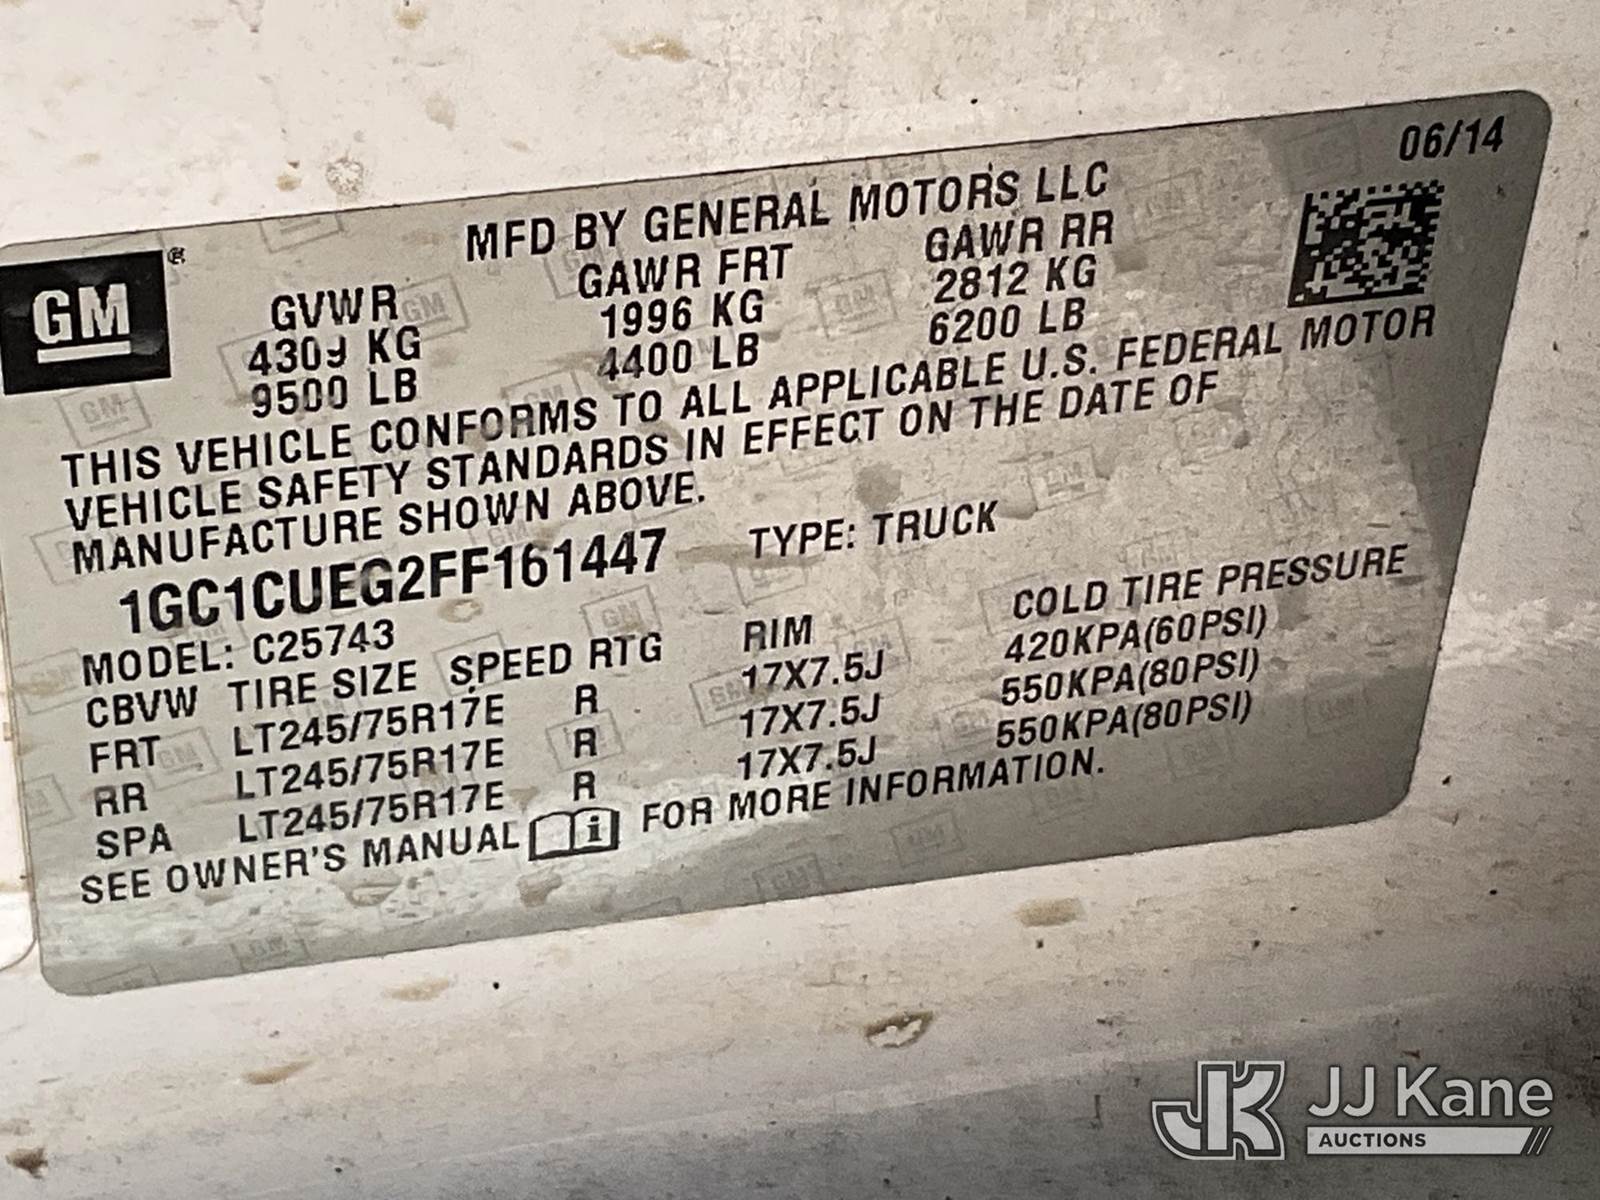 06/14
MFD BY GENERAL MOTORS LLC
GM®
GVWR GAWR FRT GAWR RR
4309 KG 1996 KG 2812 KG
9500 LB 4400 LB 6200 LB
THIS VEHICLE CONFORMS TO ALL APPLICABLE U.S. FEDERAL MOTOR
VEHICLE SAFETY STANDARDS IN EFFECT ON THE DATE OF
MANUFACTURE SHOWN ABOVE.
1GC1CUEG2FF161447 TYPE: TRUCK
MODEL: C25743
CBVW TIRE SIZE SPEED RTG RIM COLD TIRE PRESSURE
FRT LT245/75R17E R 17X7.5J 420KPA(60PSI)
RR LT245/75R17E R 17X7.5J 550KPA(80PSI)
SPA LT245/75R17E R 17X7.5J 550KPA(80PSI)
SEE OWNER'S MANUAL i FOR MORE INFORMATION.
JK JJ Kane
AUCTIONS